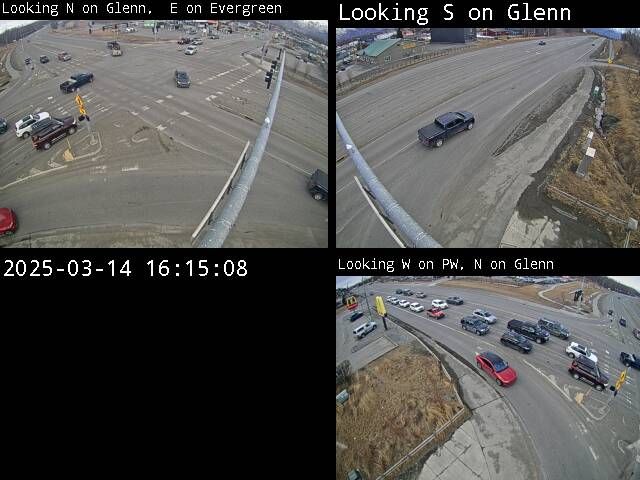 Looking N on Glenn, E on Evergreen
Looking S on Glenn
2025-03-14 16:15:08
Looking W on PW, N on Glenn